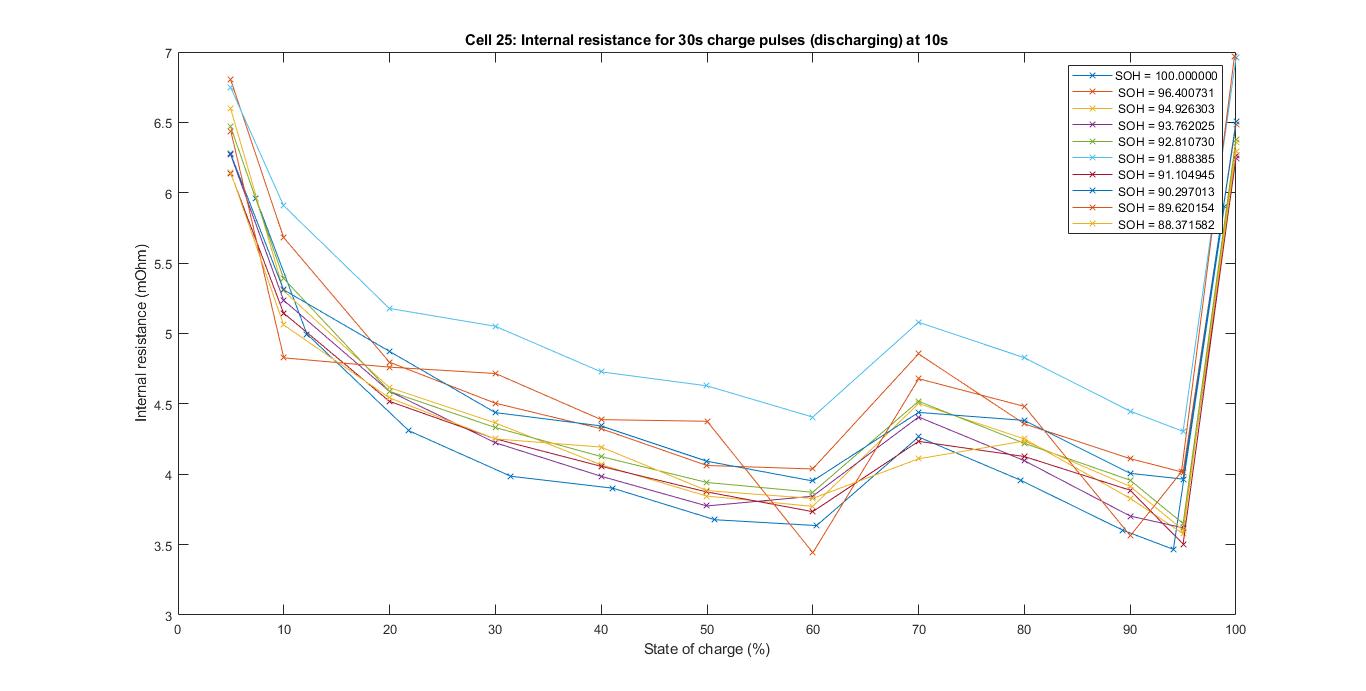 Cell 25: Internal resistance for 30s charge pulses (discharging) at 10s
7
6.5
6
5.5
5
4.5
4
3.5
3
Internal resistance (mOhm)
SOH = 100.000000
SOH = 96.400731
SOH = 94.926303
SOH = 93.762025
SOH = 92.810730
SOH = 91.888385
SOH = 91.104945
SOH = 90.297013
SOH = 89.620154
SOH = 88.371582
0 10 20 30 40 50 60 70 80 90 100
State of charge (%)